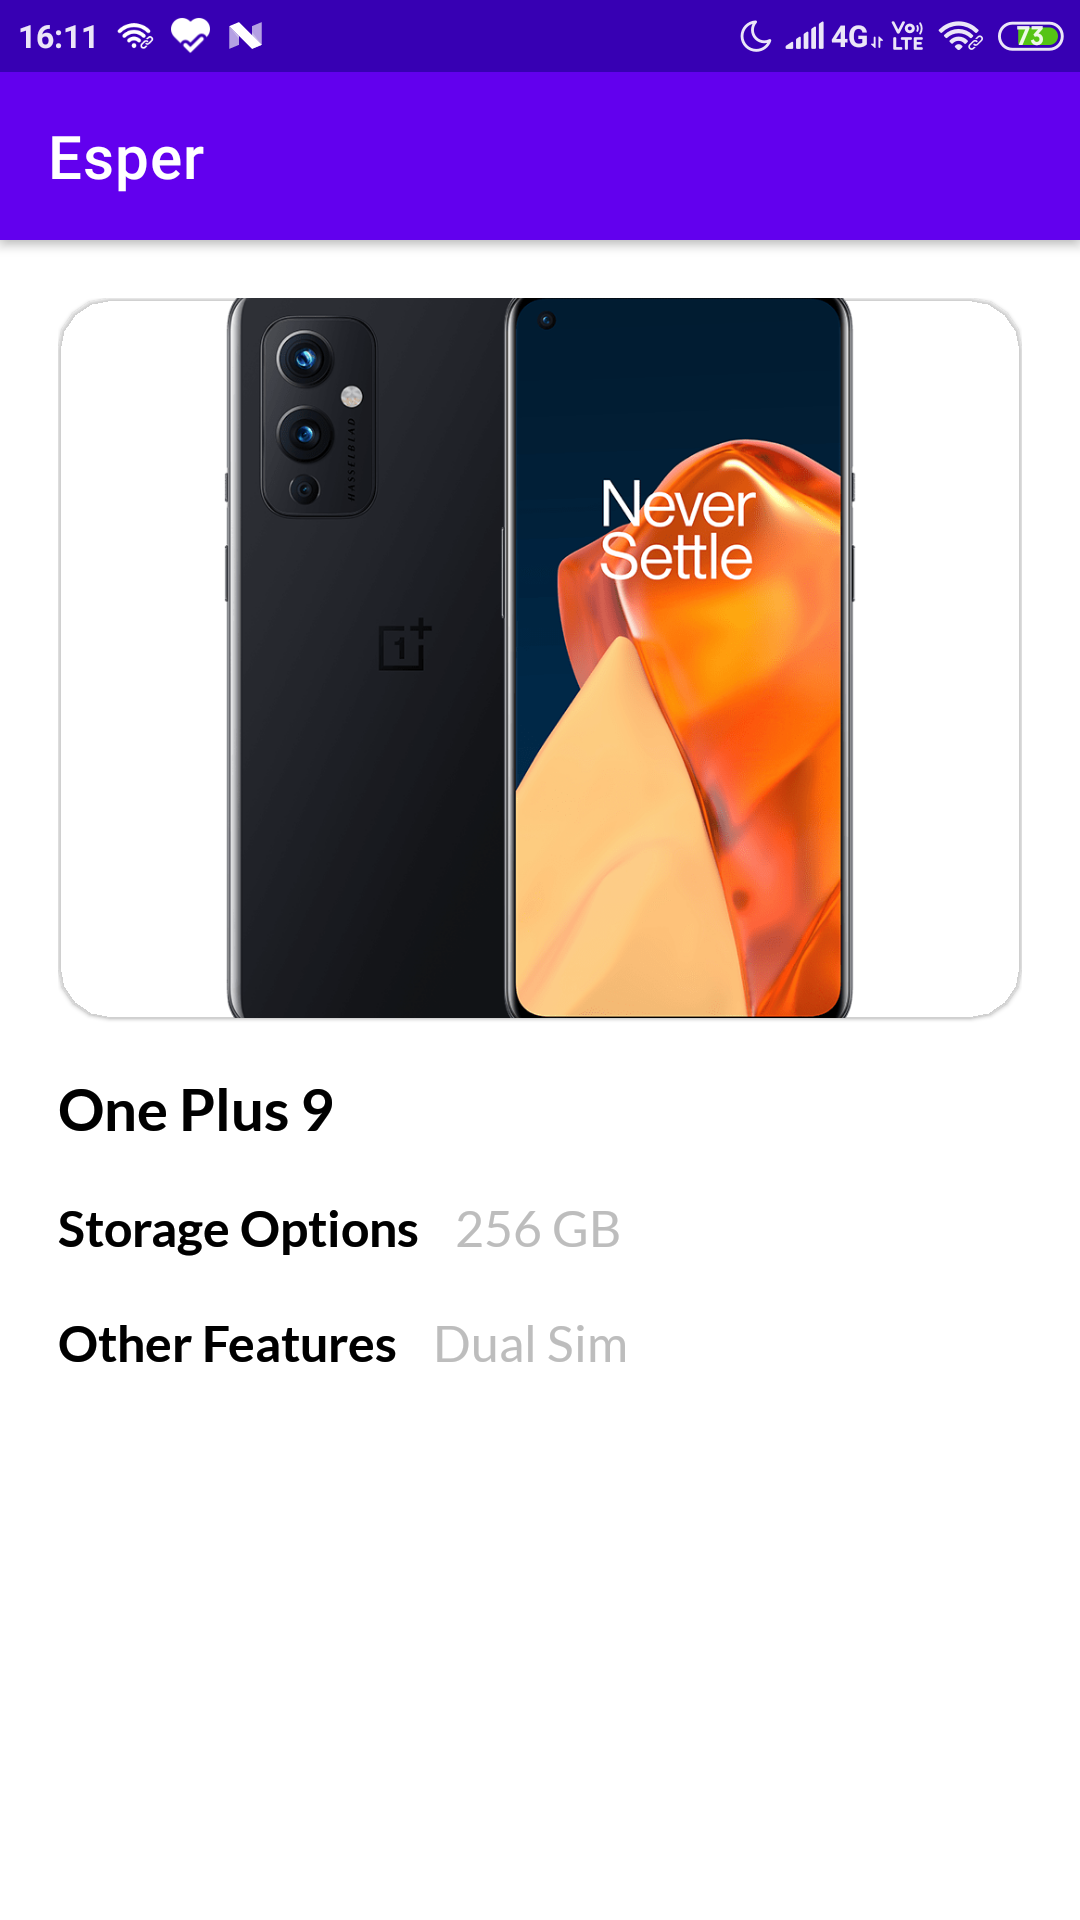 16:11 4G Vo)) LTE 73
Esper
HASSELBLAD
Never
Settle
1
One Plus 9
Storage Options 256 GB
Other Features Dual Sim